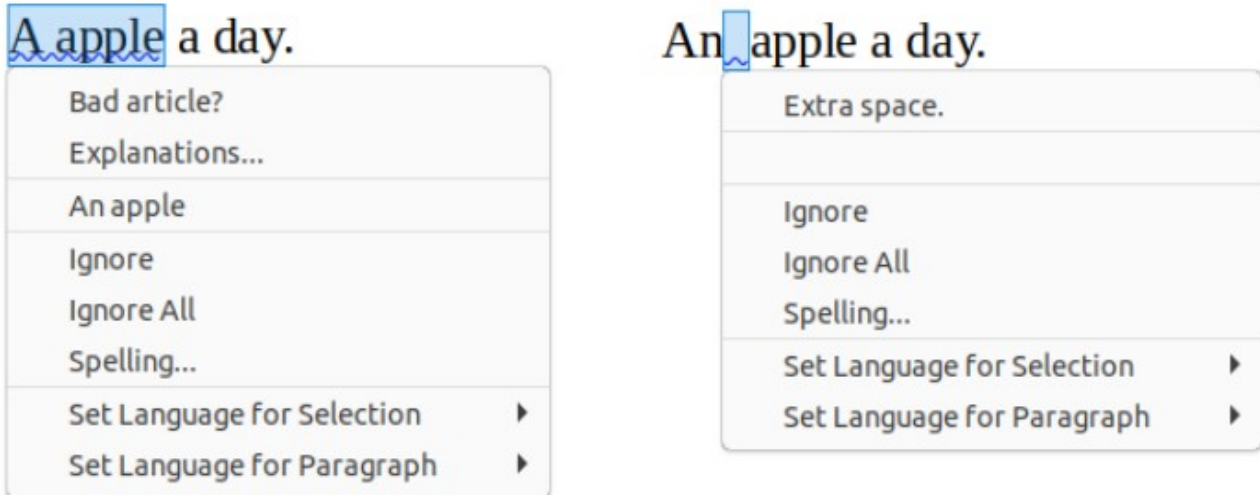 A apple a day.
Bad article?
Explanations...
An apple
Ignore
Ignore All
Spelling...
Set Language for Selection
Set Language for Paragraph
An  apple a day.
Extra space.
Ignore
Ignore All
Spelling...
Set Language for Selection
Set Language for Paragraph